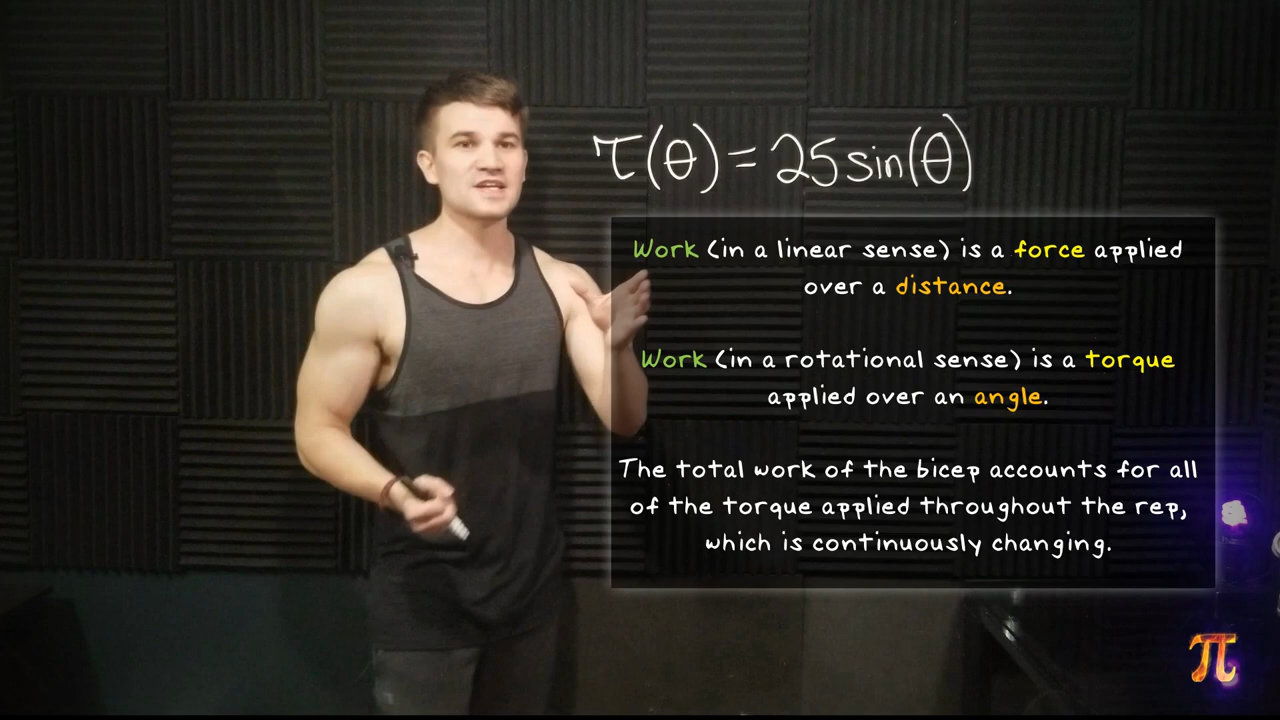 τ(θ) = 25 sin(θ)
Work (in a linear sense) is a force applied
over a distance.
Work (in a rotational sense) is a torque
applied over an angle.
The total work of the bicep accounts for all
of the torque applied throughout the rep,
which is continuously changing.
π